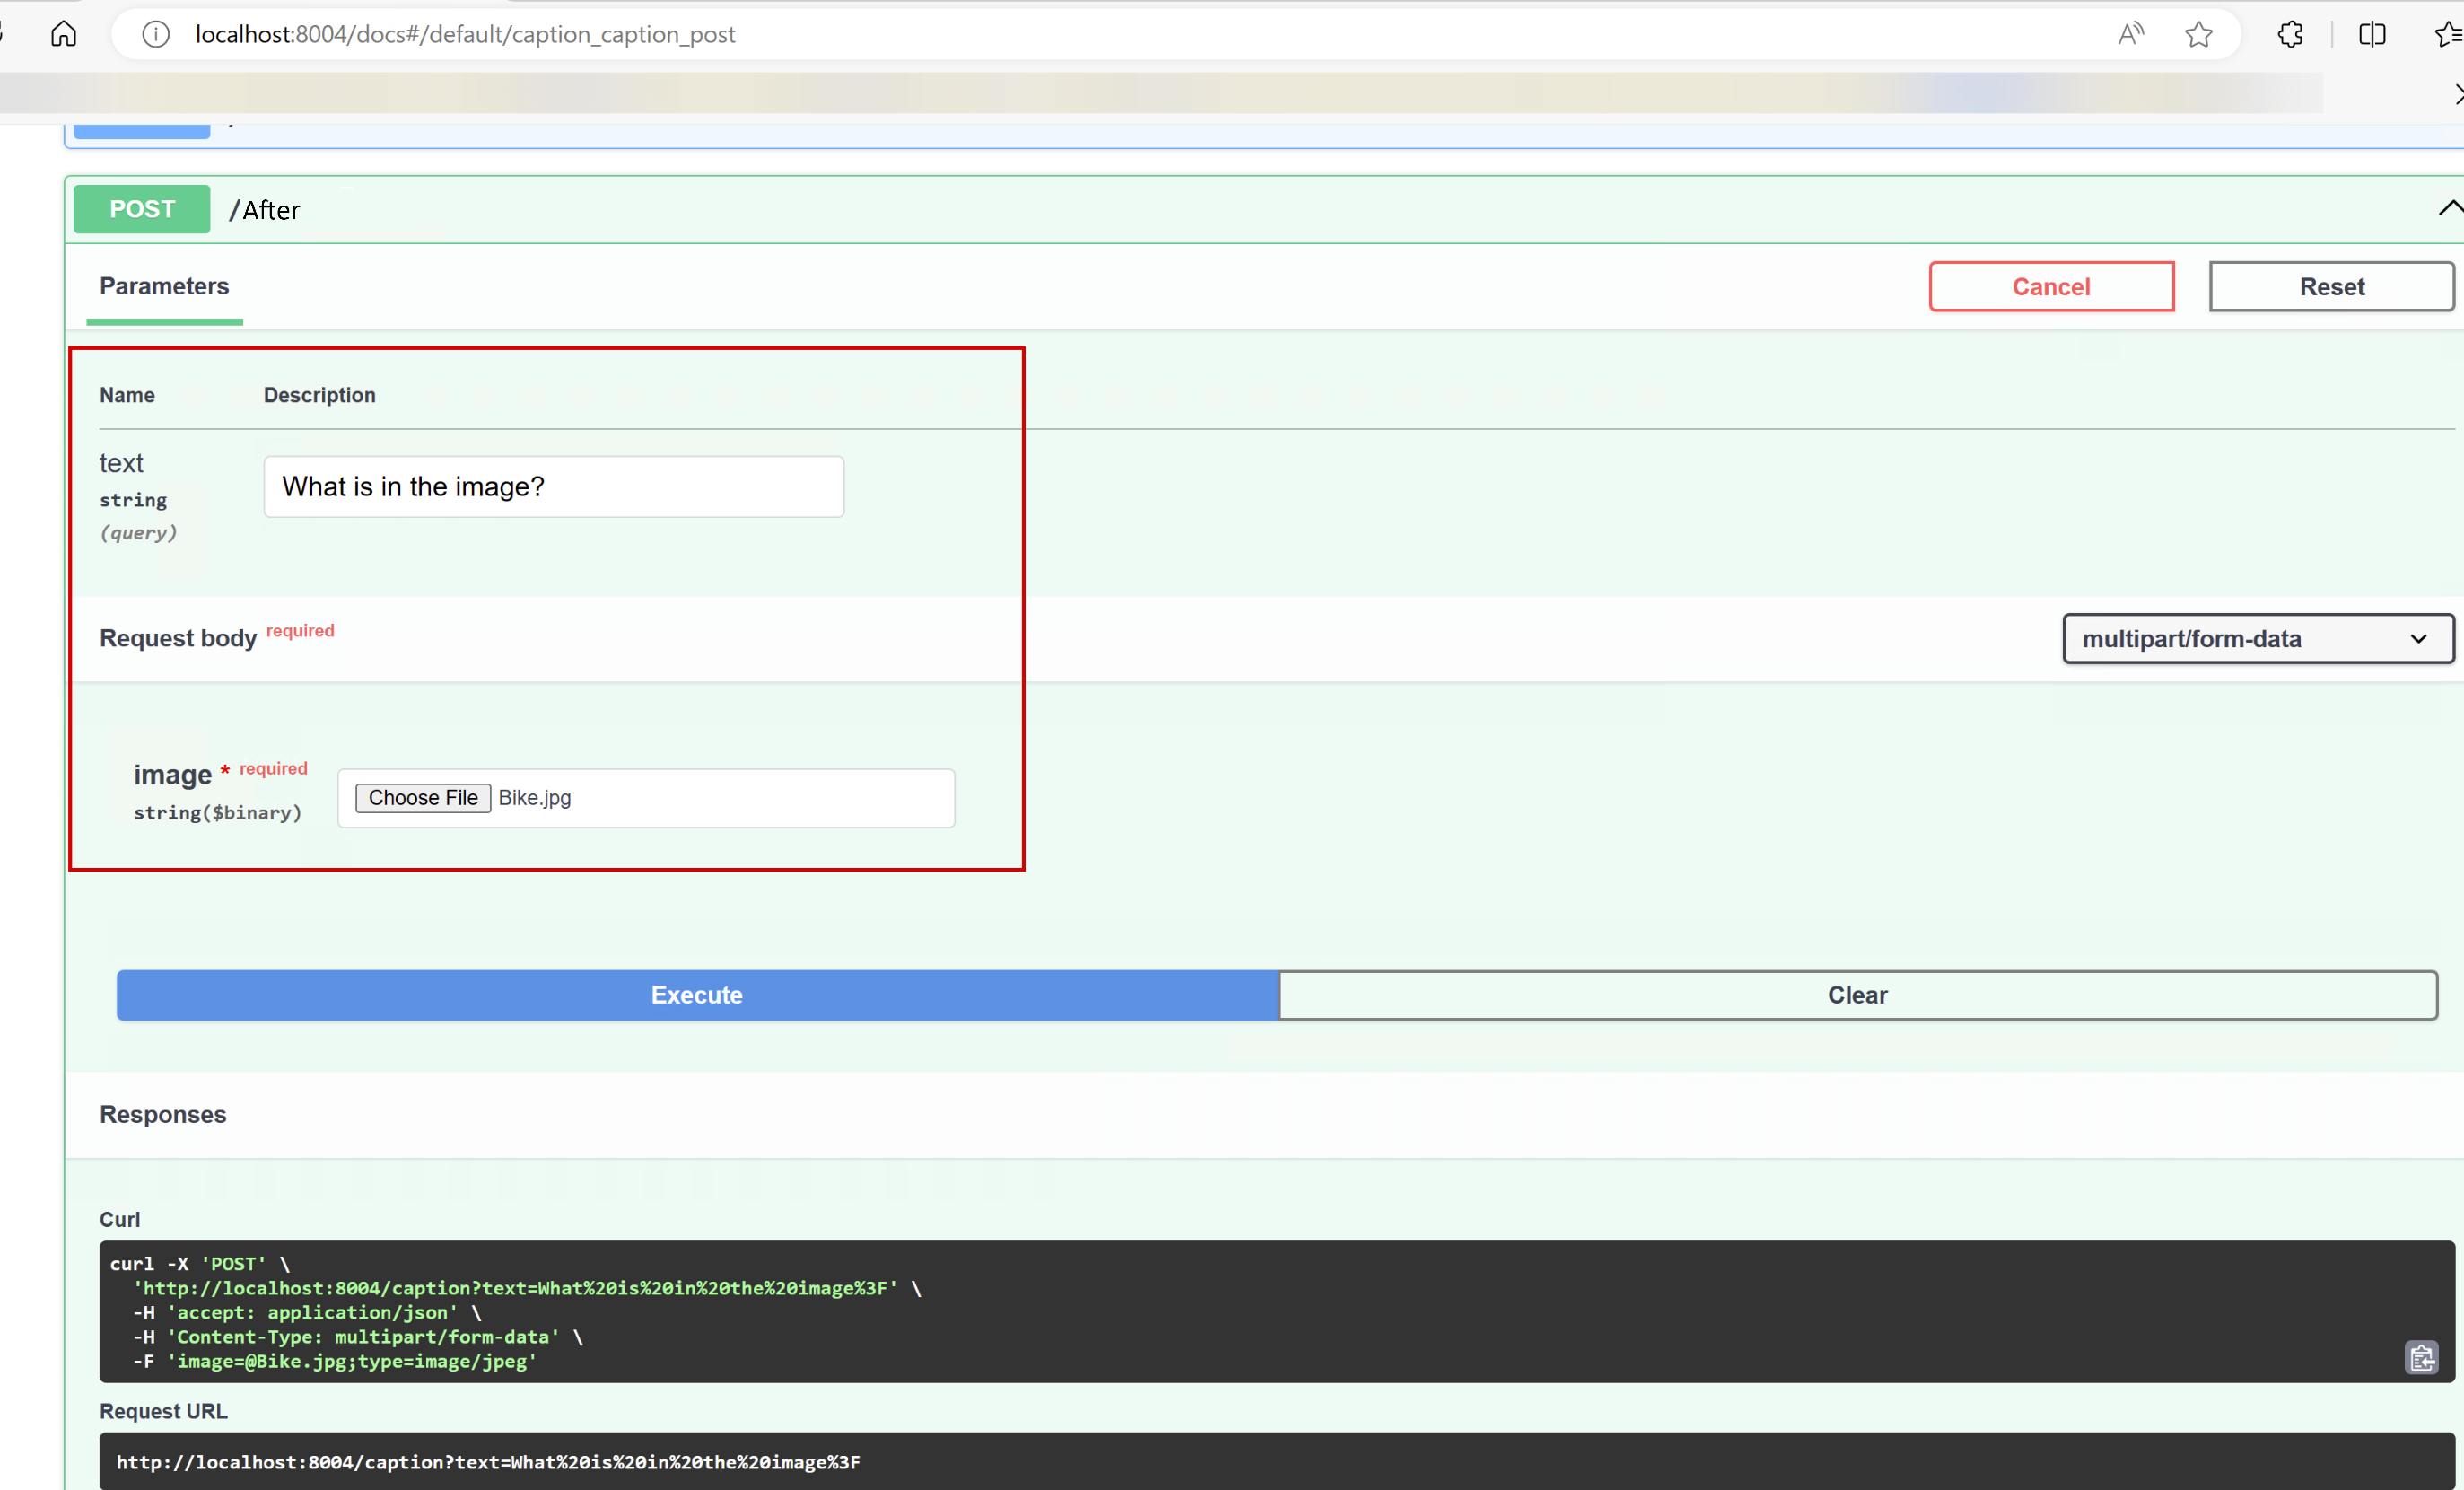 localhost:8004/docs#/default/caption_caption_post
POST /After
Parameters
Cancel
Reset
Name Description
text
string
(query)
What is in the image?
Request body required
multipart/form-data
image * required
string($binary)
Choose File Bike.jpg
Execute
Clear
Responses
Curl
curl -X 'POST' \
'http://localhost:8004/caption?text=What%20is%20in%20the%20image%3F' \
-H 'accept: application/json' \
-H 'Content-Type: multipart/form-data' \
-F 'image=@Bike.jpg;type=image/jpeg'
Request URL
http://localhost:8004/caption?text=What%20is%20in%20the%20image%3F